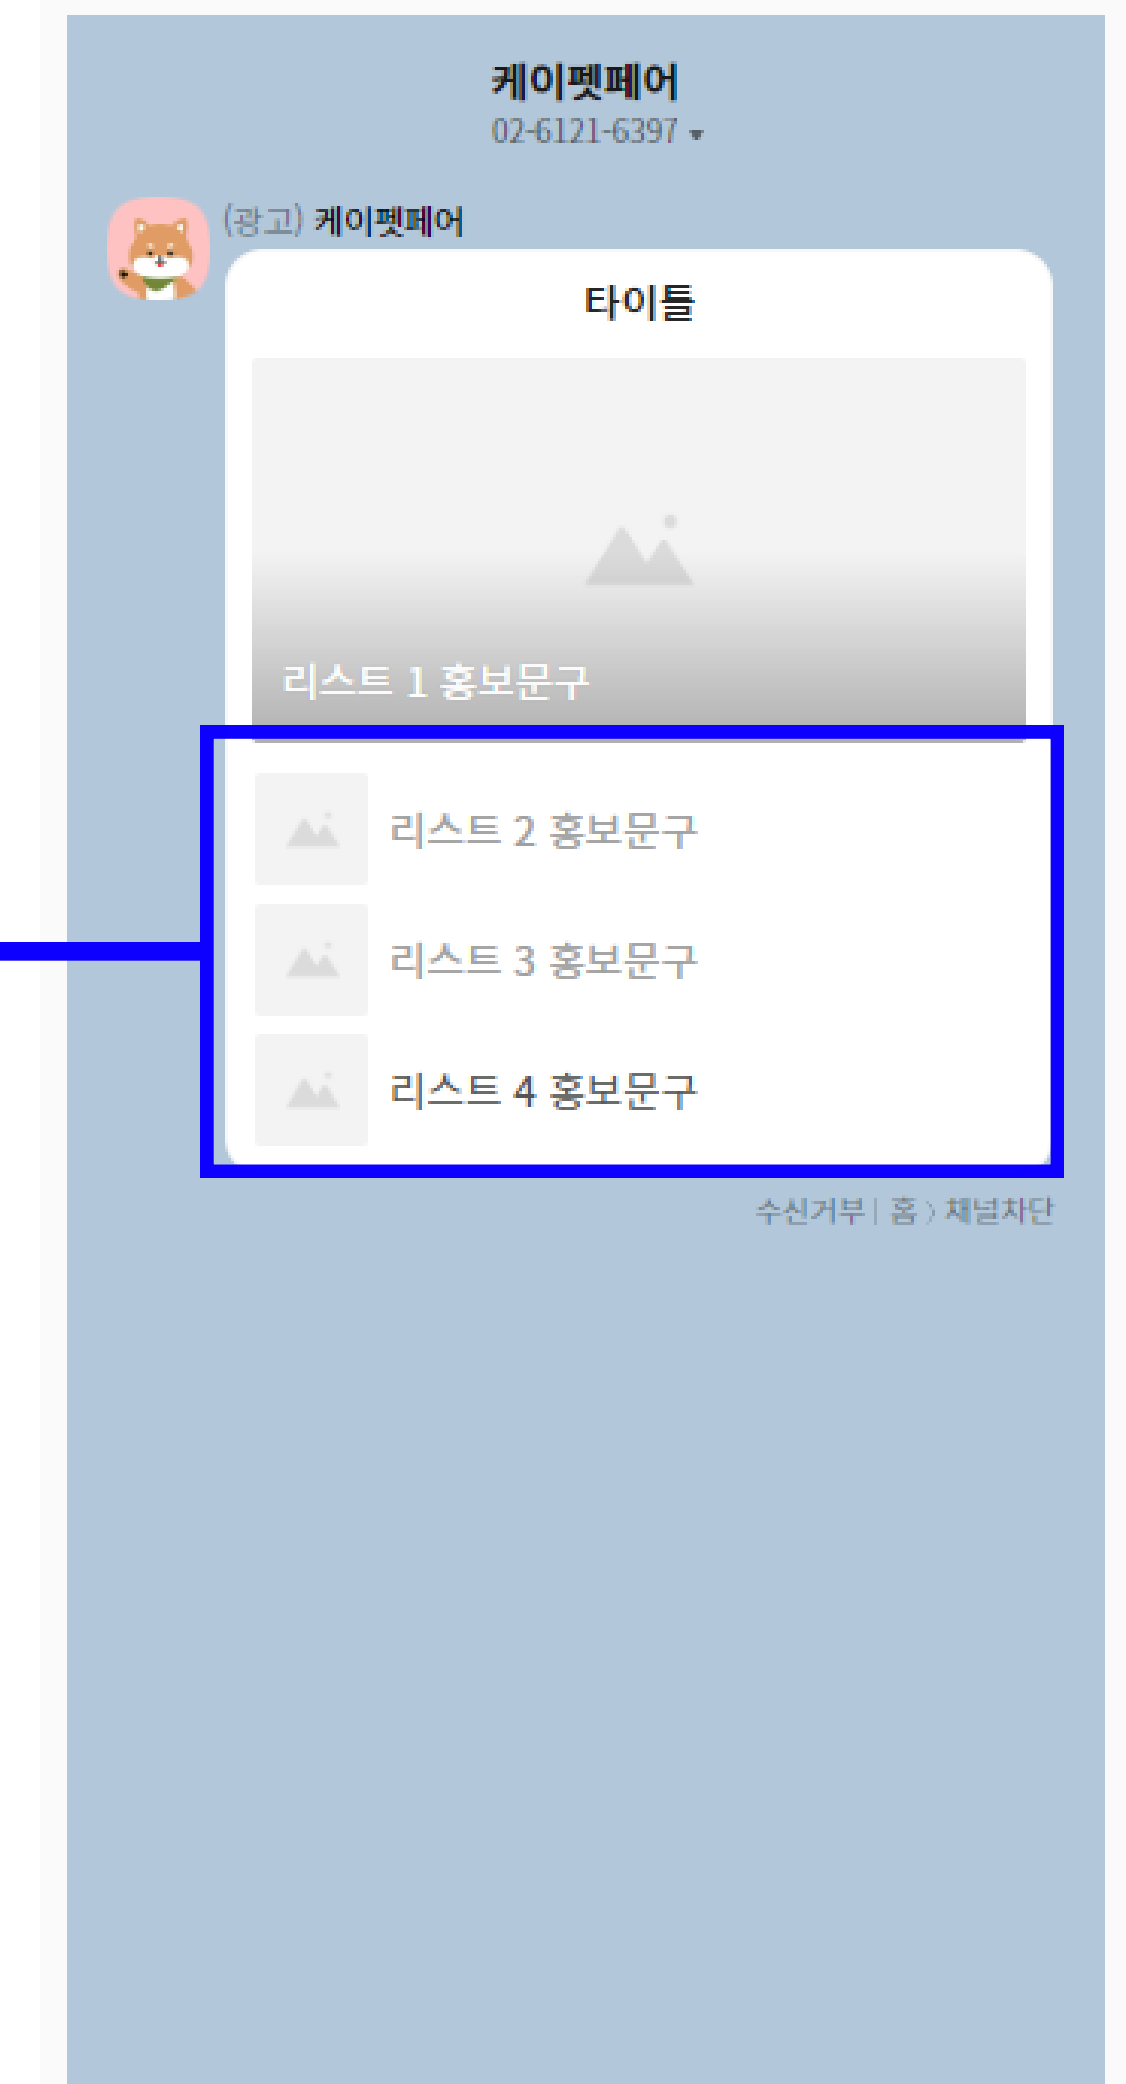 케이펫페어
02-6121-6397
(광고) 케이펫페어
타이틀
리스트 1 홍보문구
리스트 2 홍보문구
리스트 3 홍보문구
리스트 4 홍보문구
수신거부 | 홈 > 채널차단